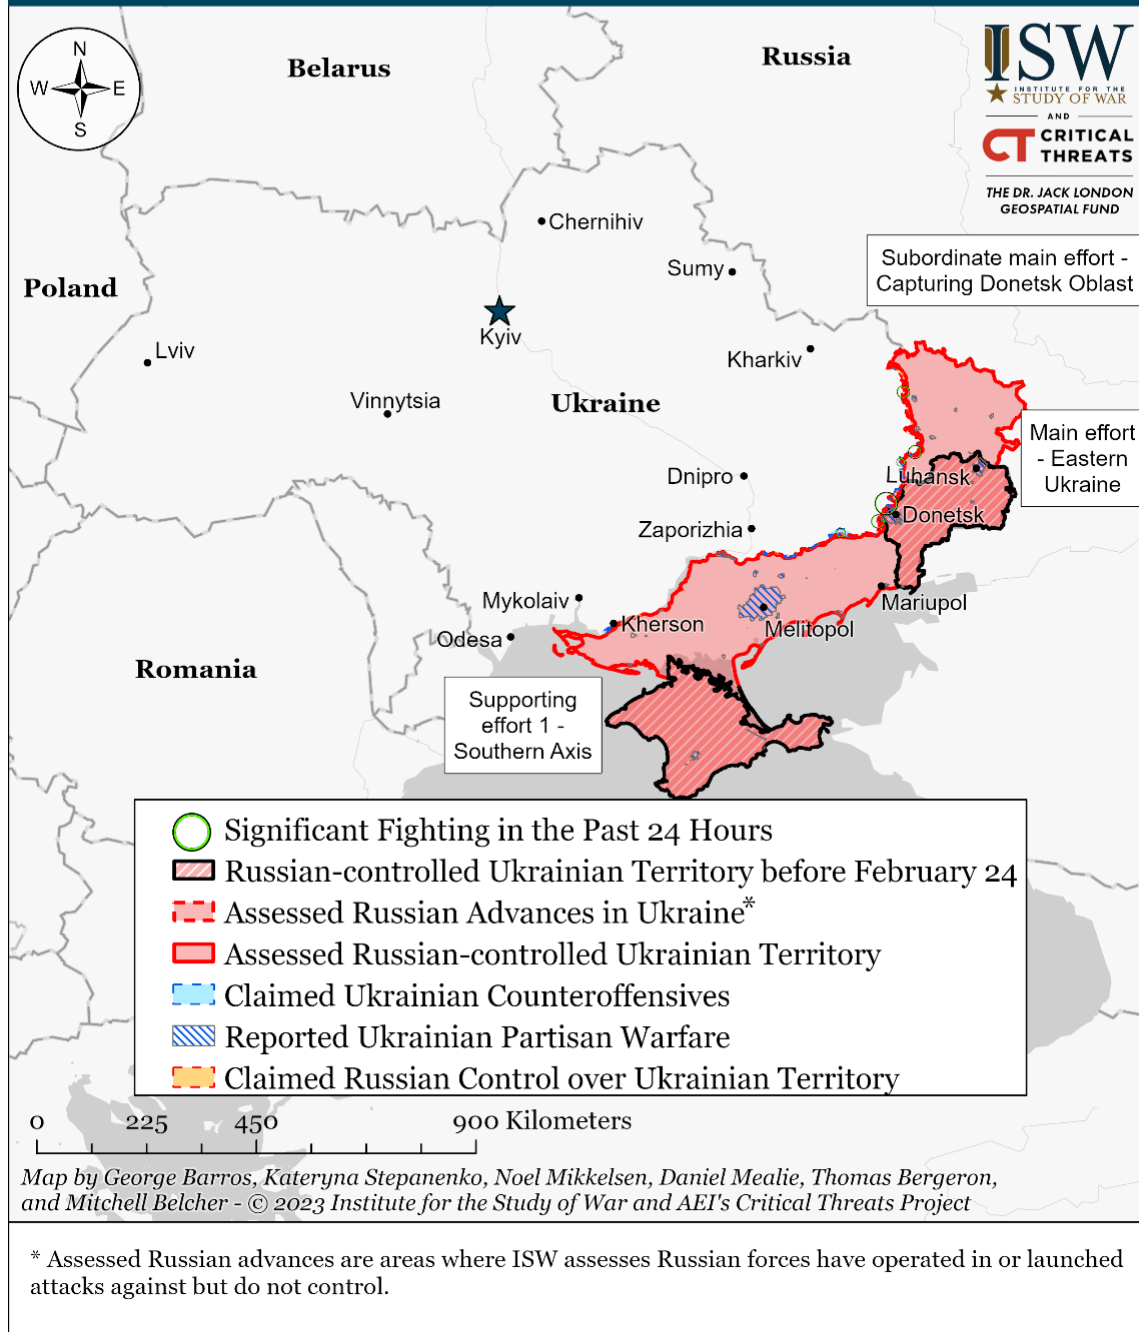 N
W
E
S
Belarus
Russia
ISW
INSTITUTE FOR THE
STUDY OF WAR
AND
CT CRITICAL
THREATS
THE DR. JACK LONDON
GEOSPATIAL FUND
Chernihiv
Sumy
Subordinate main effort -
Capturing Donetsk Oblast
Poland
Kyiv
Lviv
Kharkiv
Vinnytsia
Ukraine
Main effort
- Eastern
Ukraine
Dnipro
Luhansk
Donetsk
Zaporizhia
Mykolaiv
Mariupol
Kherson
Melitopol
Odesa
Romania
Supporting
effort 1 -
Southern Axis
Significant Fighting in the Past 24 Hours
Russian-controlled Ukrainian Territory before February 24
Assessed Russian Advances in Ukraine*
Assessed Russian-controlled Ukrainian Territory
Claimed Ukrainian Counteroffensives
Reported Ukrainian Partisan Warfare
Claimed Russian Control over Ukrainian Territory
0 225 450 900 Kilometers
Map by George Barros, Kateryna Stepanenko, Noel Mikkelsen, Daniel Mealie, Thomas Bergeron,
and Mitchell Belcher - © 2023 Institute for the Study of War and AEI's Critical Threats Project
* Assessed Russian advances are areas where ISW assesses Russian forces have operated in or launched
attacks against but do not control.